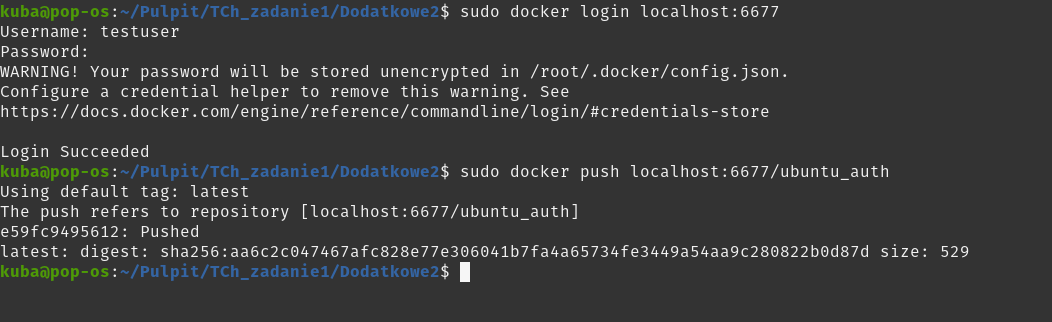 kuba@pop-os:~/Pulpit/TCh_zadanie1/Dodatkowe2$ sudo docker login localhost:6677
Username: testuser
Password:
WARNING! Your password will be stored unencrypted in /root/.docker/config.json.
Configure a credential helper to remove this warning. See
https://docs.docker.com/engine/reference/commandline/login/#credentials-store

Login Succeeded
kuba@pop-os:~/Pulpit/TCh_zadanie1/Dodatkowe2$ sudo docker push localhost:6677/ubuntu_auth
Using default tag: latest
The push refers to repository [localhost:6677/ubuntu_auth]
e59fc9495612: Pushed
latest: digest: sha256:aa6c2c047467afc828e77e306041b7fa4a65734fe3449a54aa9c280822b0d87d size: 529
kuba@pop-os:~/Pulpit/TCh_zadanie1/Dodatkowe2$